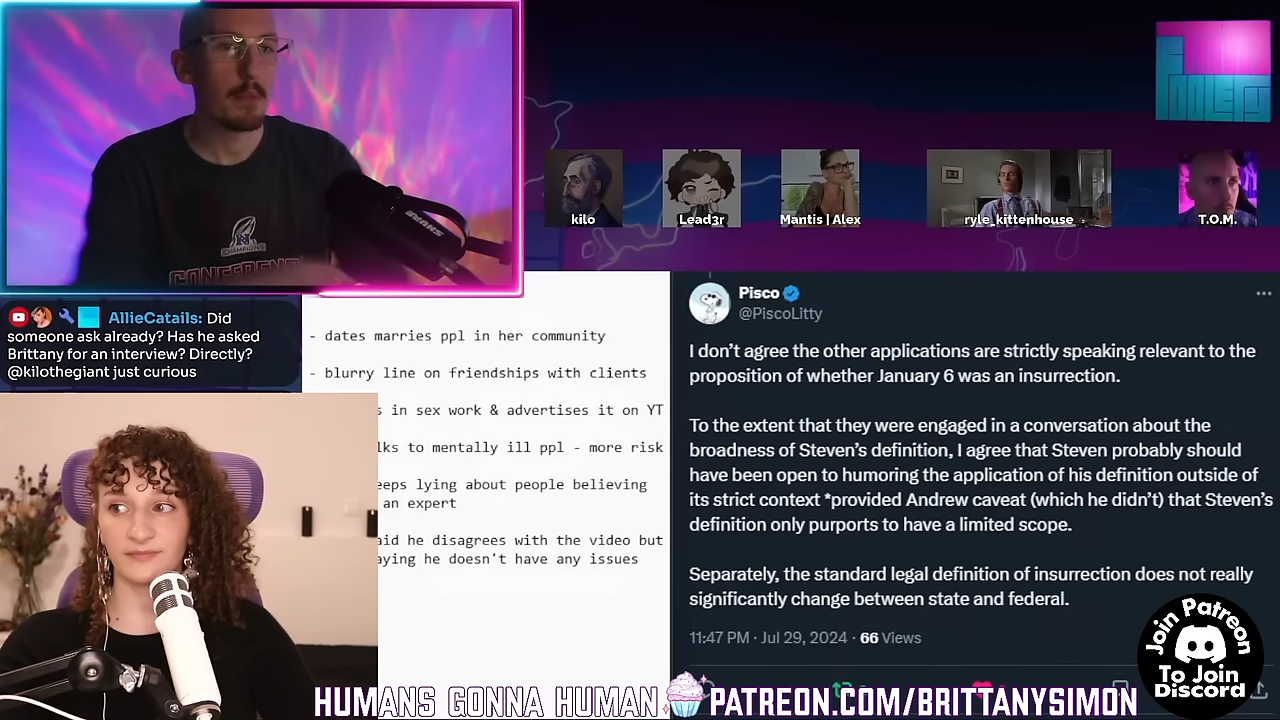 kilo
Lead3r
Mantis | Alex
ryle_kittenhouse
T.O.M.
CHAMPIONS
AllieCatails: Did
someone ask already? Has he asked
Brittany for an interview? Directly?
@kilothegiant just curious
- dates marries ppl in her community
- blurry line on friendships with clients
in sex work & advertises it on YT
to mentally ill ppl - more risk
lying about people believing
an expert
he disagrees with the video but
he doesn't have any issues
Pisco
@PiscoLitty
I don’t agree the other applications are strictly speaking relevant to the
proposition of whether January 6 was an insurrection.
To the extent that they were engaged in a conversation about the
broadness of Steven’s definition, I agree that Steven probably should
have been open to humoring the application of his definition outside of
its strict context *provided Andrew caveat (which he didn’t) that Steven’s
definition only purports to have a limited scope.
Separately, the standard legal definition of insurrection does not really
significantly change between state and federal.
11:47 PM · Jul 29, 2024 · 66 Views
Join Patreon
To Join
Discord
HUMANS GONNA HUMAN PATREON.COM/BRITTANYSIMON